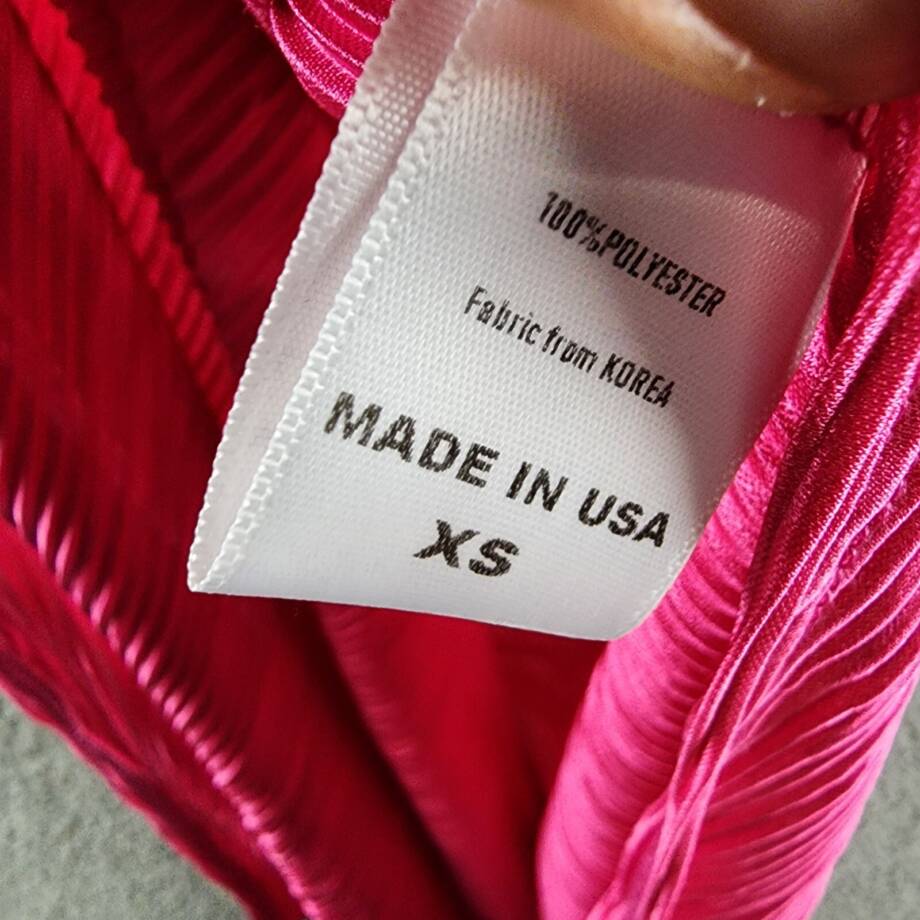 100%POLYESTER
Fabric from KOREA
MADE IN USA
XS